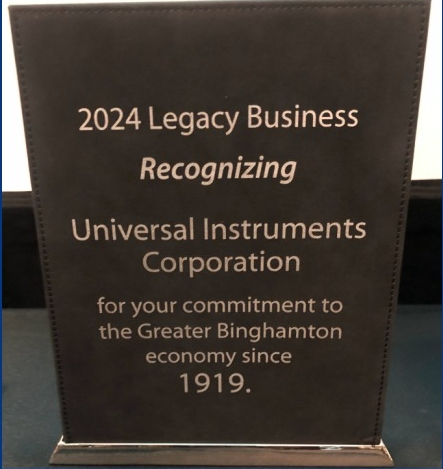 2024 Legacy Business
Recognizing
Universal Instruments
Corporation
for your commitment to
the Greater Binghamton
economy since
1919.